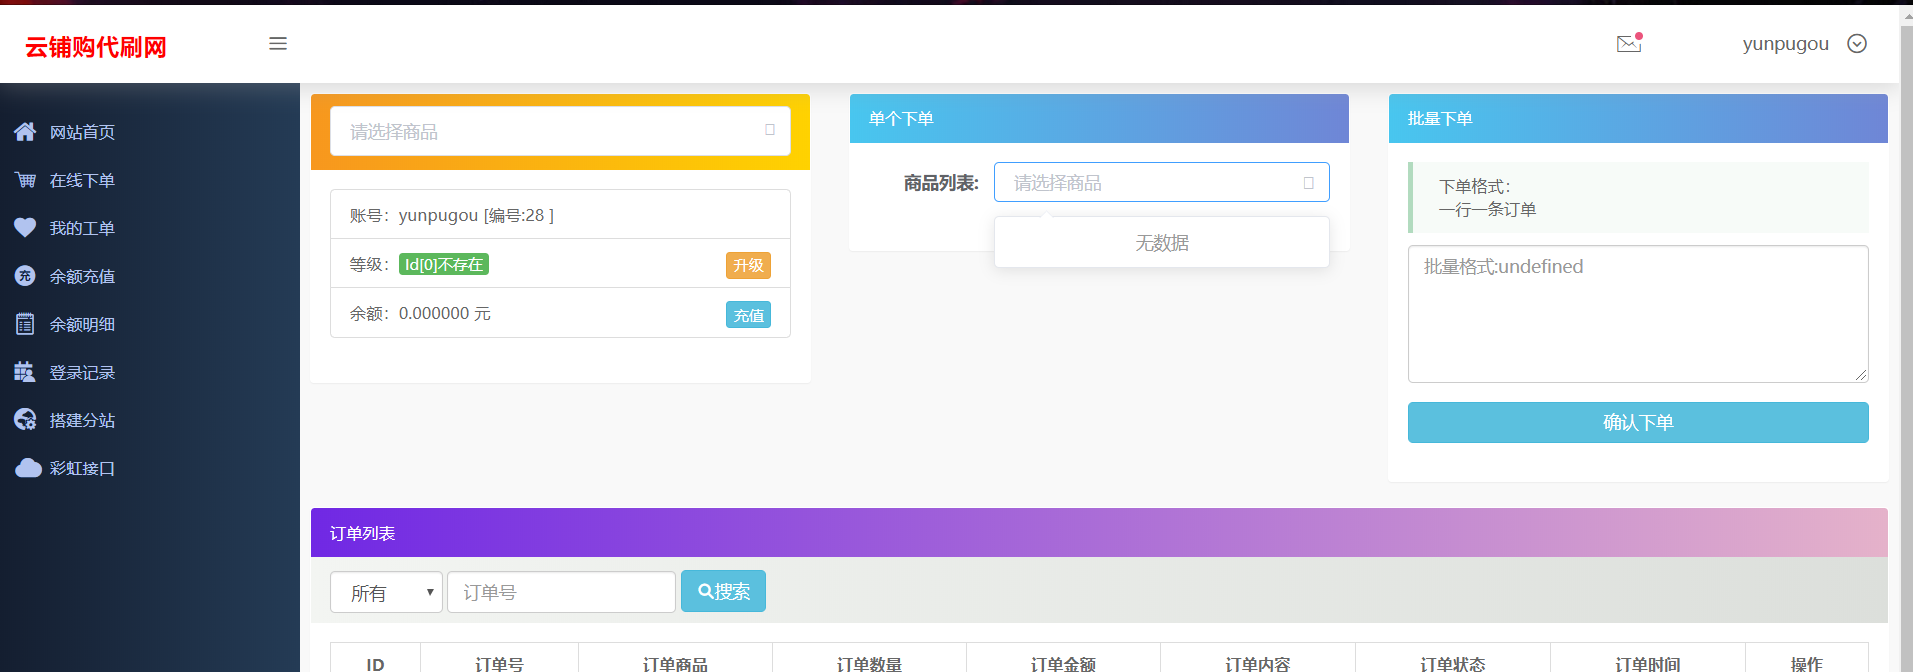 云铺购代刷网
yunpugou
网站首页
在线下单
我的工单
充
余额充值
余额明细
登录记录
搭建分站
彩虹接口
请选择商品
账号：yunpugou [编号:28 ]
等级：Id[0]不存在 升级
余额：0.000000 元 充值
单个下单
商品列表: 请选择商品
无数据
批量下单
下单格式：
一行一条订单
批量格式:undefined
确认下单
订单列表
所有 订单号 搜索
ID 订单号 订单商品 订单数量 订单金额 订单内容 订单状态 订单时间 操作